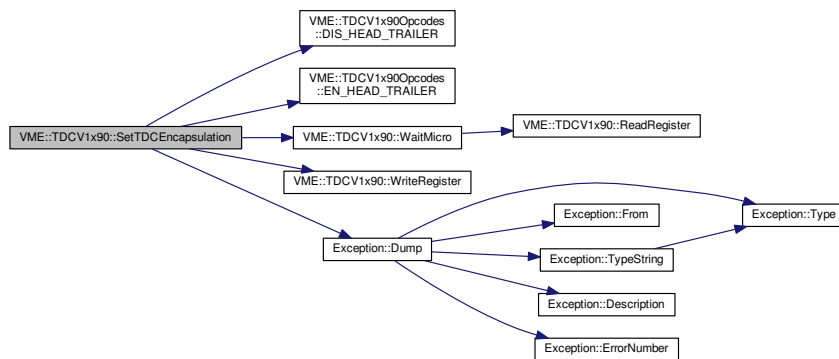 VME::TDCV1x90Opcodes
::DIS_HEAD_TRAILER
VME::TDCV1x90Opcodes
::EN_HEAD_TRAILER
VME::TDCV1x90::SetTDCEncapsulation
VME::TDCV1x90::WaitMicro
VME::TDCV1x90::ReadRegister
VME::TDCV1x90::WriteRegister
Exception::Dump
Exception::From
Exception::Type
Exception::TypeString
Exception::Description
Exception::ErrorNumber